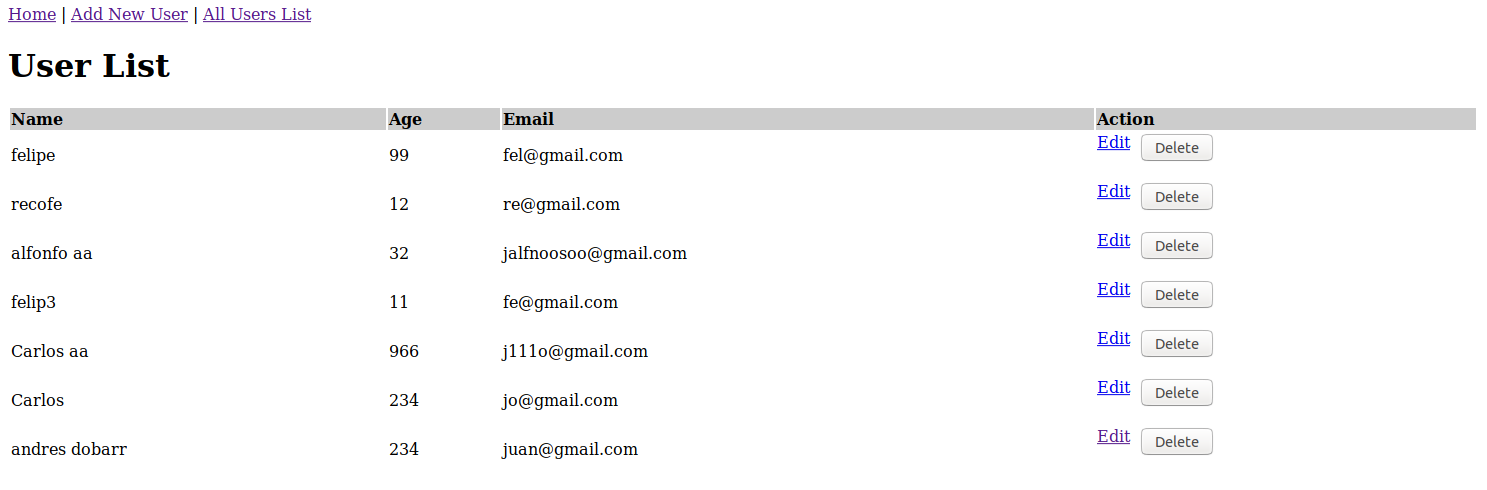 Home | Add New User | All Users List
User List
Name Age Email Action
felipe 99 fel@gmail.com Edit Delete
recofe 12 re@gmail.com Edit Delete
alfonfo aa 32 jalfnoosoo@gmail.com Edit Delete
felip3 11 fe@gmail.com Edit Delete
Carlos aa 966 j111o@gmail.com Edit Delete
Carlos 234 jo@gmail.com Edit Delete
andres dobarr 234 juan@gmail.com Edit Delete